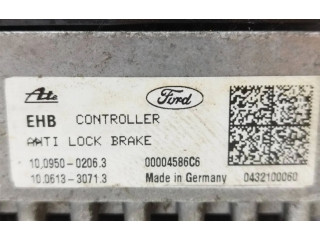 Ate Ford
EHB CONTROLLER
ANTI LOCK BRAKE
10.0950-0206.3 00004586C6
10.0613-3071.3 Made in Germany 0432100060